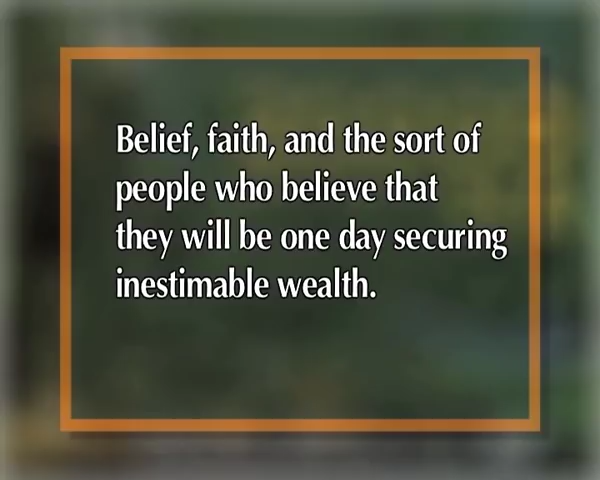 Belief, faith, and the sort of
people who believe that
they will be one day securing
inestimable wealth.